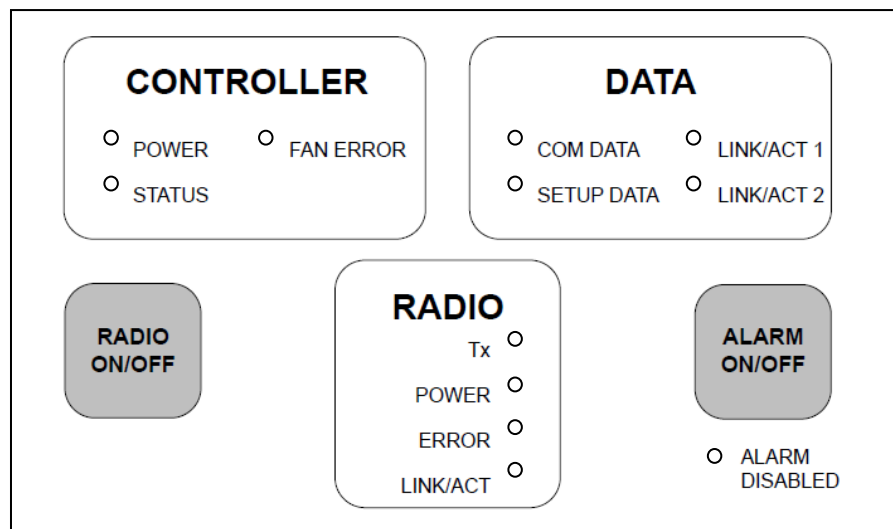 CONTROLLER
POWER
FAN ERROR
STATUS
DATA
COM DATA
LINK/ACT 1
SETUP DATA
LINK/ACT 2
RADIO
ON/OFF
RADIO
Tx
POWER
ERROR
LINK/ACT
ALARM
ON/OFF
ALARM
DISABLED